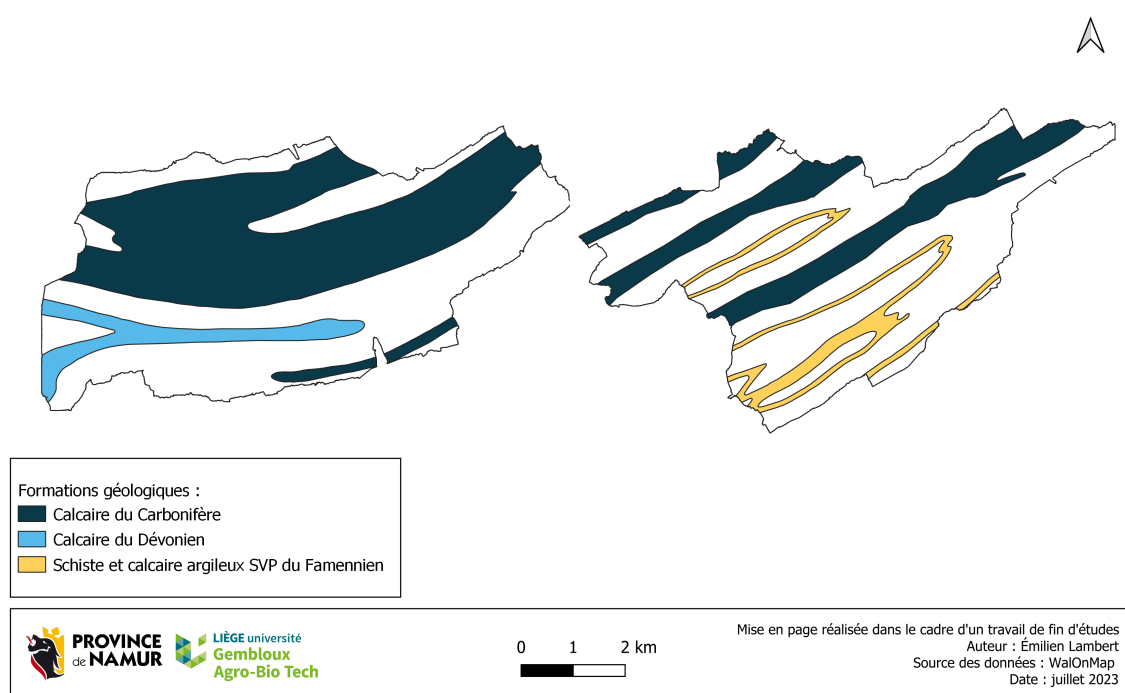 Formations géologiques :
Calcaire du Carbonifère
Calcaire du Dévonien
Schiste et calcaire argileux SVP du Famennien
PROVINCE
de NAMUR
LIÈGE université
Gembloux
Agro-Bio Tech
0 1 2 km
Mise en page réalisée dans le cadre d'un travail de fin d'études
Auteur : Émilien Lambert
Source des données : WalOnMap
Date : juillet 2023